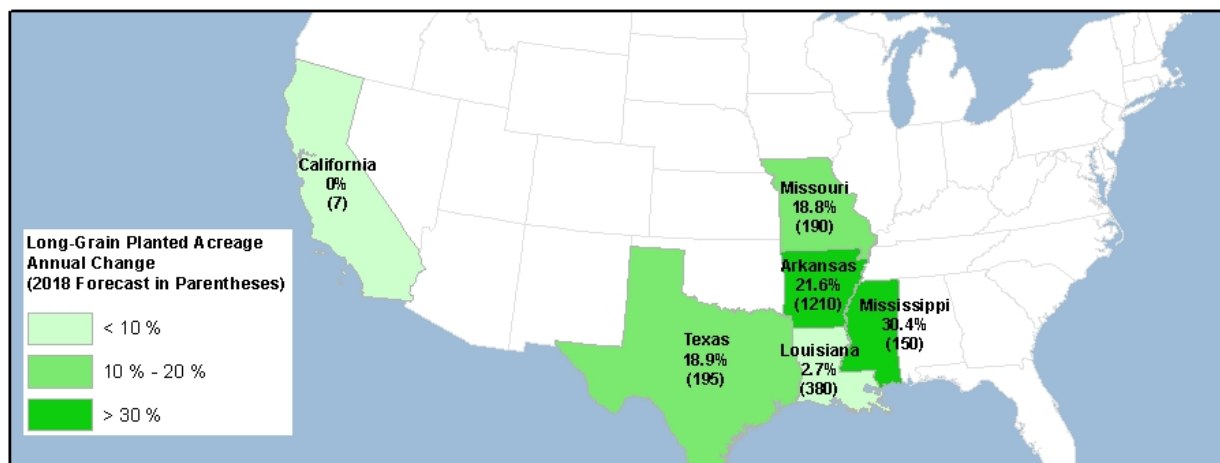 California
0%
(7)
Missouri
18.8%
(190)
Arkansas
21.6%
(1210)
Mississippi
30.4%
(150)
Texas
18.9%
(195)
Louisiana
2.7%
(380)
Long-Grain Planted Acreage
Annual Change
(2018 Forecast in Parentheses)
< 10 %
10 % - 20 %
> 30 %